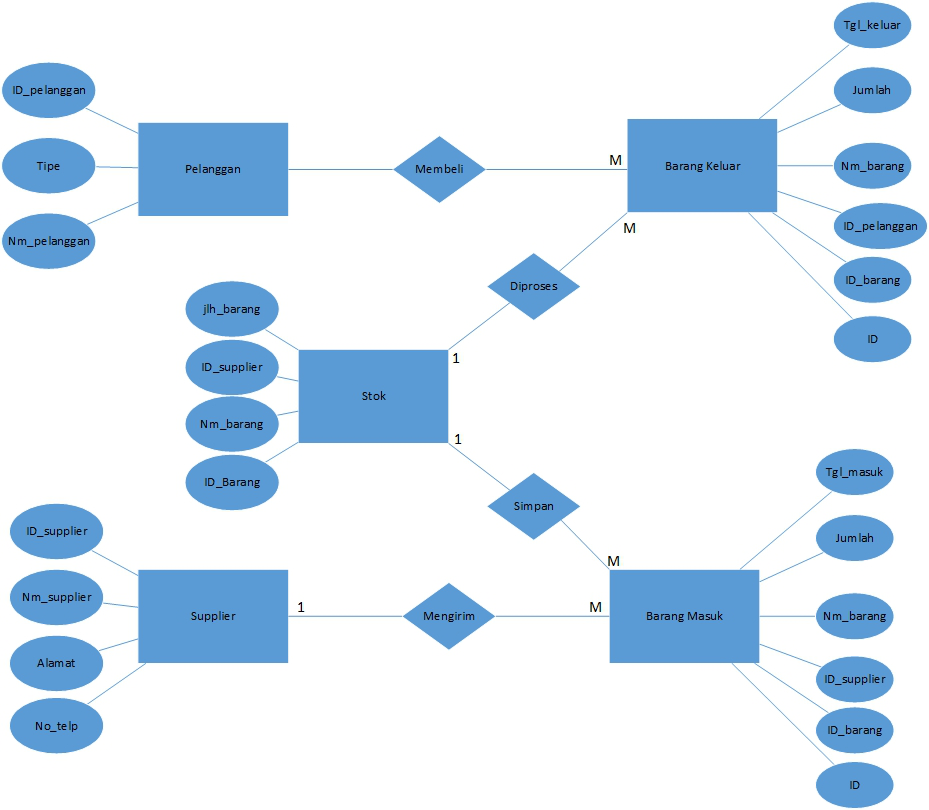 Tgl_keluar
ID_pelanggan
Jumlah
M
Tipe
Pelanggan
Membeli
Barang Keluar
Nm_barang
M
Nm_pelanggan
ID_pelanggan
Diproses
ID_barang
jlh_barang
ID
1
ID_supplier
Stok
Nm_barang
1
ID_Barang
Tgl_masuk
Simpan
ID_supplier
Jumlah
M
Nm_supplier
1
M
Supplier
Mengirim
Barang Masuk
Nm_barang
Alamat
ID_supplier
No_telp
ID_barang
ID